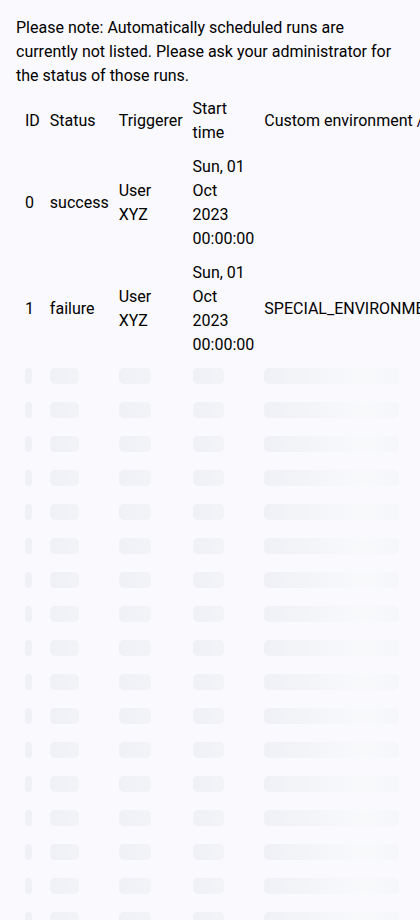 Please note: Automatically scheduled runs are
currently not listed. Please ask your administrator for
the status of those runs.
ID Status Triggerer Start time Custom environment
0 success User XYZ Sun, 01 Oct 2023 00:00:00
1 failure User XYZ Sun, 01 Oct 2023 00:00:00 SPECIAL_ENVIRONM